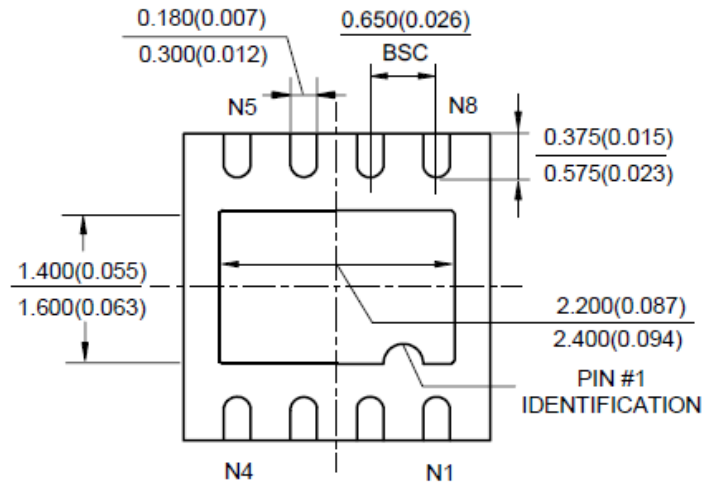 0.180(0.007)
0.300(0.012)
0.650(0.026)
BSC
N5
N8
0.375(0.015)
0.575(0.023)
1.400(0.055)
1.600(0.063)
2.200(0.087)
2.400(0.094)
PIN #1
IDENTIFICATION
N4
N1